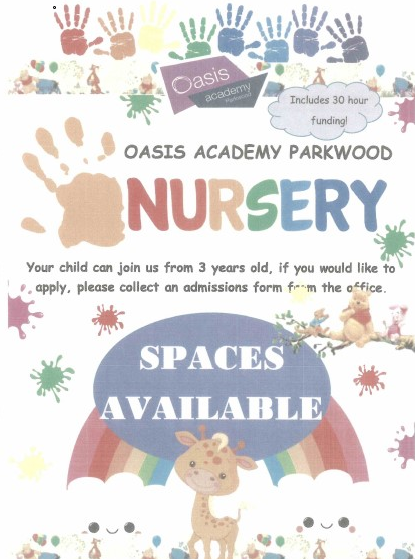 Oasis
academy
Parkwood
Includes 30 hour
funding!
OASIS ACADEMY PARKWOOD
NURSERY
Your child can join us from 3 years old, if you would like to
apply, please collect an admissions form from the office.
SPACES
AVAILABLE